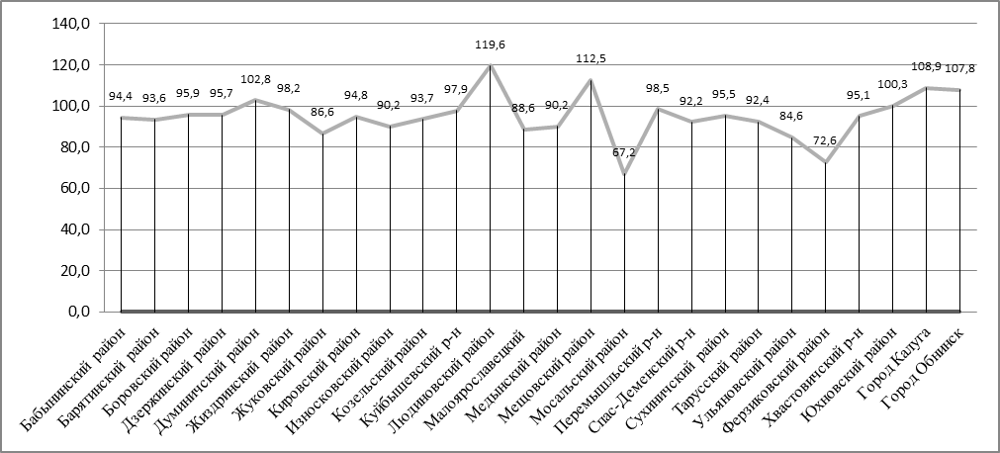 140,0
120,0
100,0
80,0
60,0
40,0
20,0
0,0
94,4
93,6
95,9
95,7
102,8
98,2
86,6
94,8
90,2
93,7
97,9
119,6
88,6
90,2
112,5
67,2
98,5
92,2
95,5
92,4
84,6
72,6
95,1
100,3
108,9
107,8
Бабынинский район
Барятинский район
Боровский район
Дзержинский район
Думиничский район
Жиздринский район
Жуковский район
Кировский район
Износковский район
Козельский район
Куйбышевский р-н
Людиновский район
Малоярославецкий
Медынский район
Мещовский район
Мосальский район
Перемышльский р-н
Спас-Деменский р-н
Сухиничский район
Тарусский район
Ульяновский район
Ферзиковский район
Хвастовичский р-н
Юхновский район
Город Калуга
Город Обнинск